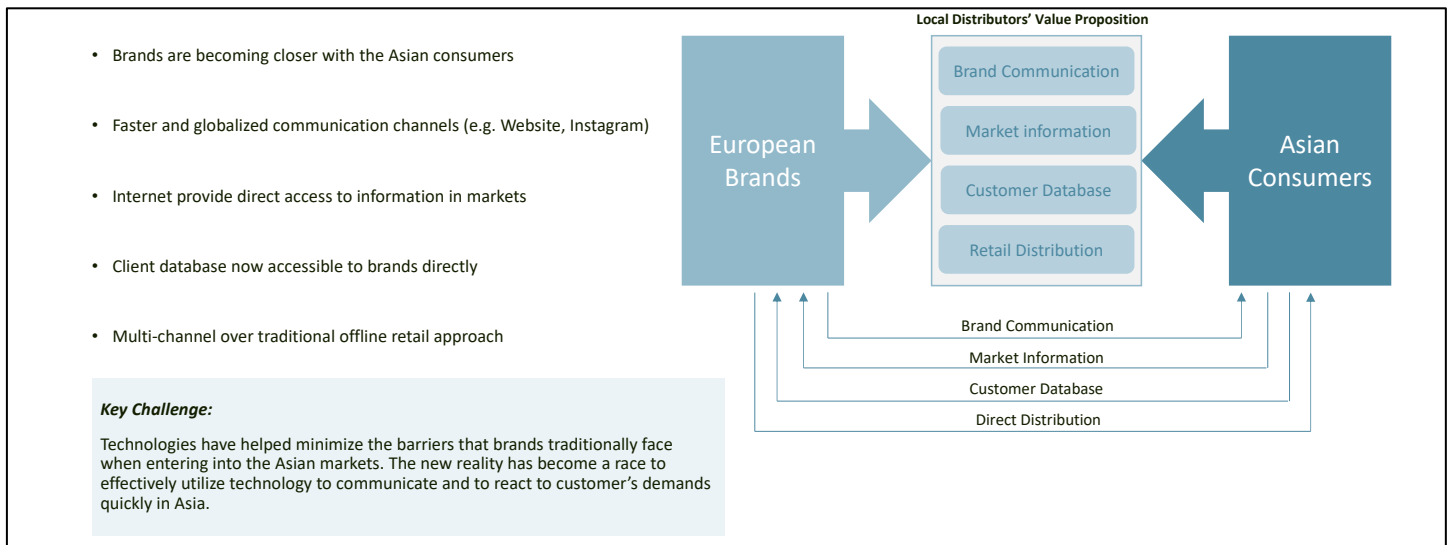 • Brands are becoming closer with the Asian consumers
• Faster and globalized communication channels (e.g. Website, Instagram)
• Internet provide direct access to information in markets
• Client database now accessible to brands directly
• Multi-channel over traditional offline retail approach
Key Challenge:
Technologies have helped minimize the barriers that brands traditionally face
when entering into the Asian markets. The new reality has become a race to
effectively utilize technology to communicate and to react to customer’s demands
quickly in Asia.
Local Distributors’ Value Proposition
European
Brands
Brand Communication
Market information
Customer Database
Retail Distribution
Asian
Consumers
Brand Communication
Market Information
Customer Database
Direct Distribution